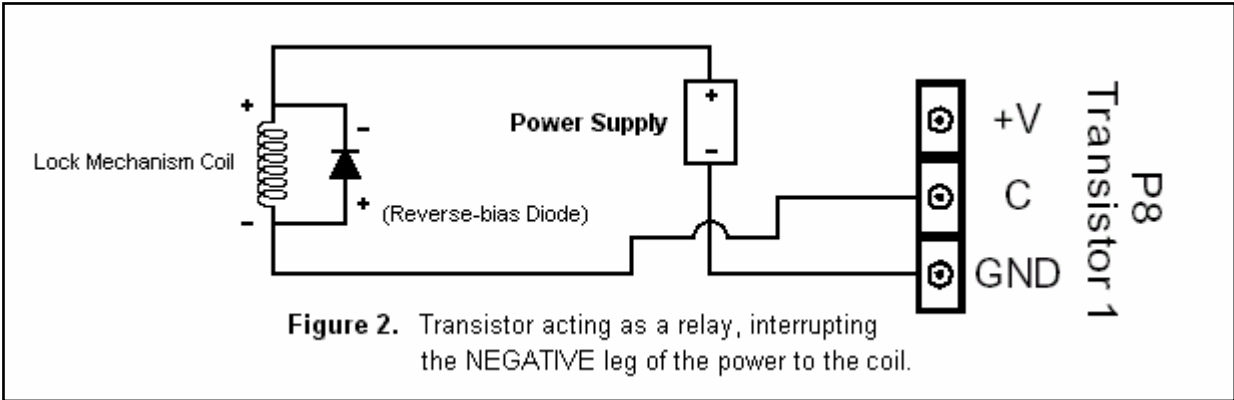 +
-
Lock Mechanism Coil
-
+
(Reverse-bias Diode)
Power Supply
+
-
+V
C
GND
P8
Transistor 1
Figure 2. Transistor acting as a relay, interrupting
the NEGATIVE leg of the power to the coil.